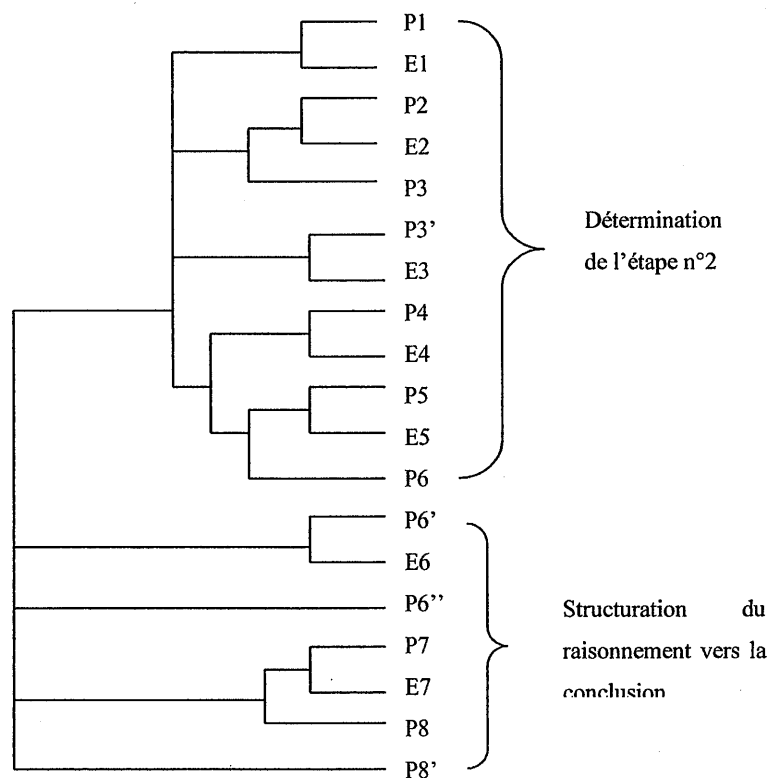 P1
E1
P2
E2
P3
P3’
E3
P4
E4
P5
E5
P6
Détermination
de l’étape n°2
P6’
E6
P6’’
P7
E7
P8
P8’
Structuration du
raisonnement vers la
conclusion